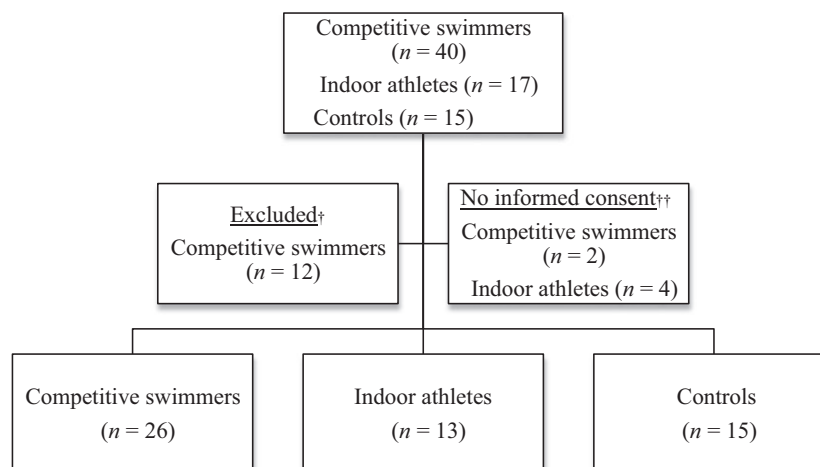 Competitive swimmers
(n = 40)
Indoor athletes (n = 17)
Controls (n = 15)
Excluded†
Competitive swimmers
(n = 12)
No informed consent††
Competitive swimmers
(n = 2)
Indoor athletes (n = 4)
Competitive swimmers
(n = 26)
Indoor athletes
(n = 13)
Controls
(n = 15)